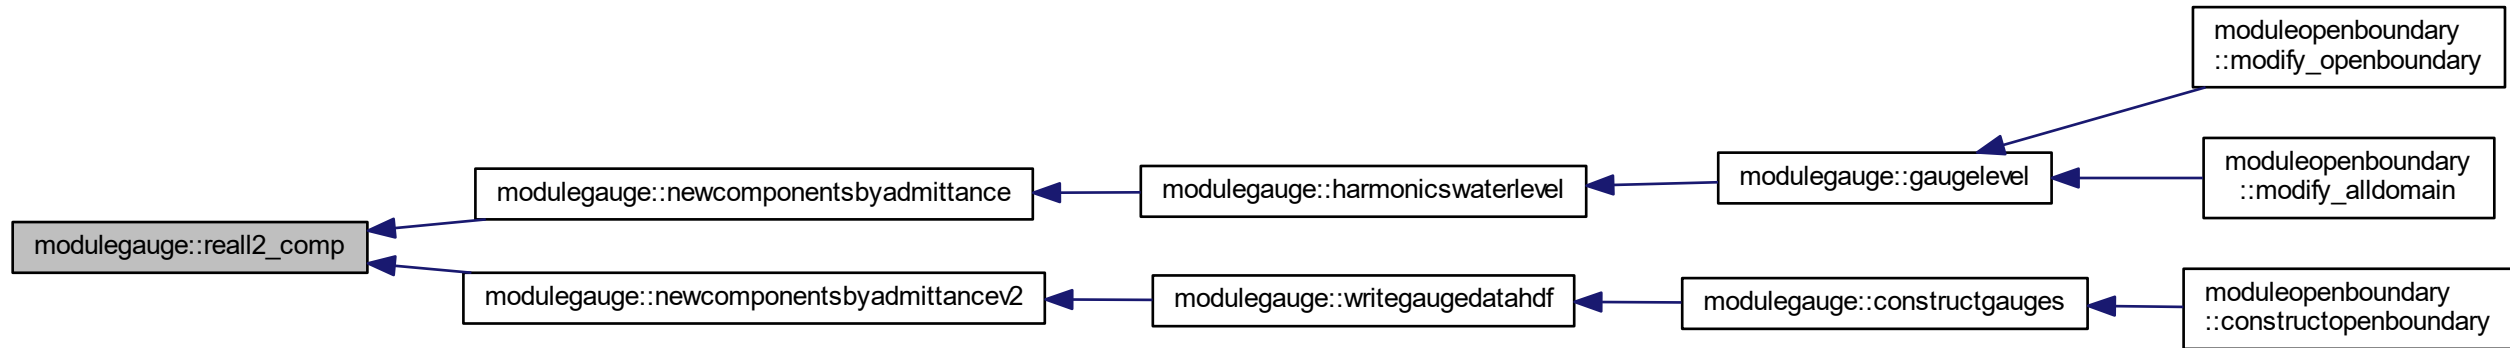 moduleopenboundary
::modify_openboundary
modulegauge::newcomponentsbyadmittance
modulegauge::harmonicswaterlevel
modulegauge::gaugelevel
moduleopenboundary
::modify_alldomain
modulegauge::reall2_comp
modulegauge::newcomponentsbyadmittancev2
modulegauge::writegaugedatahdf
modulegauge::constructgauges
moduleopenboundary
::constructopenboundary